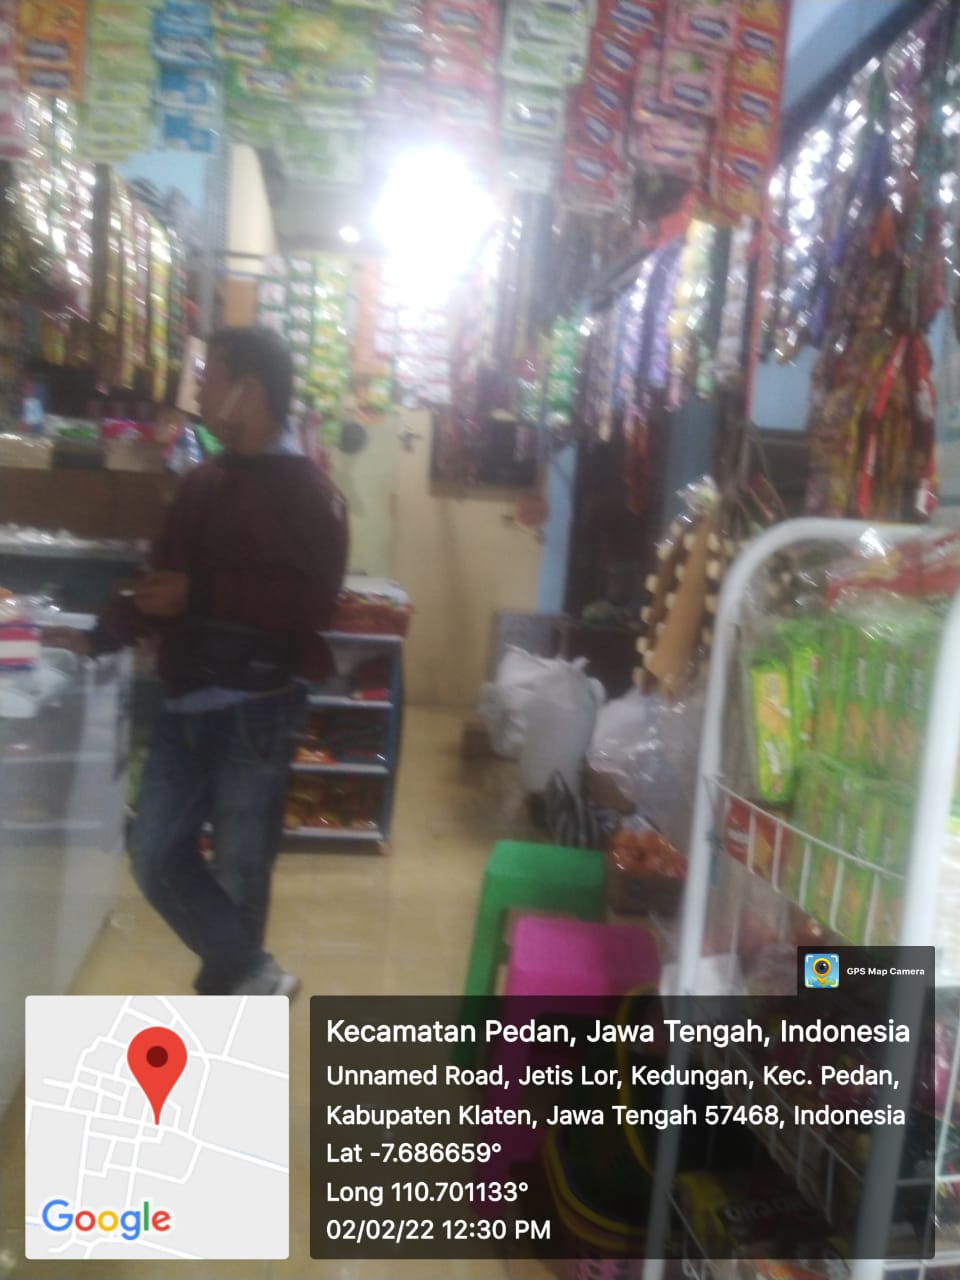 GPS Map Camera
Kecamatan Pedan, Jawa Tengah, Indonesia
Unnamed Road, Jetis Lor, Kedungan, Kec. Pedan,
Kabupaten Klaten, Jawa Tengah 57468, Indonesia
Lat -7.686659°
Long 110.701133°
02/02/22 12:30 PM
Google